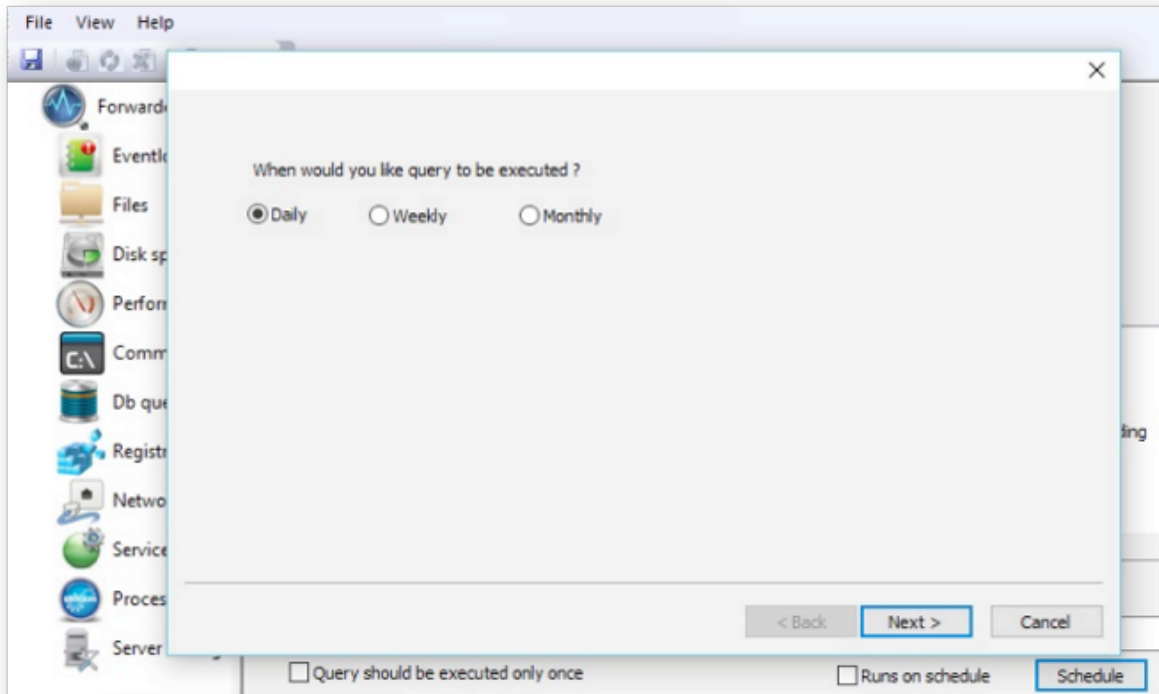 File View Help
Forward
When would you like query to be executed ?
Daily Weekly Monthly
Files
Disk sp
Perfor
C:\
Comm
Db que
Registr
Netwo
Service
Proces
Server
ding
< Back Next > Cancel
Query should be executed only once
Runs on schedule
Schedule